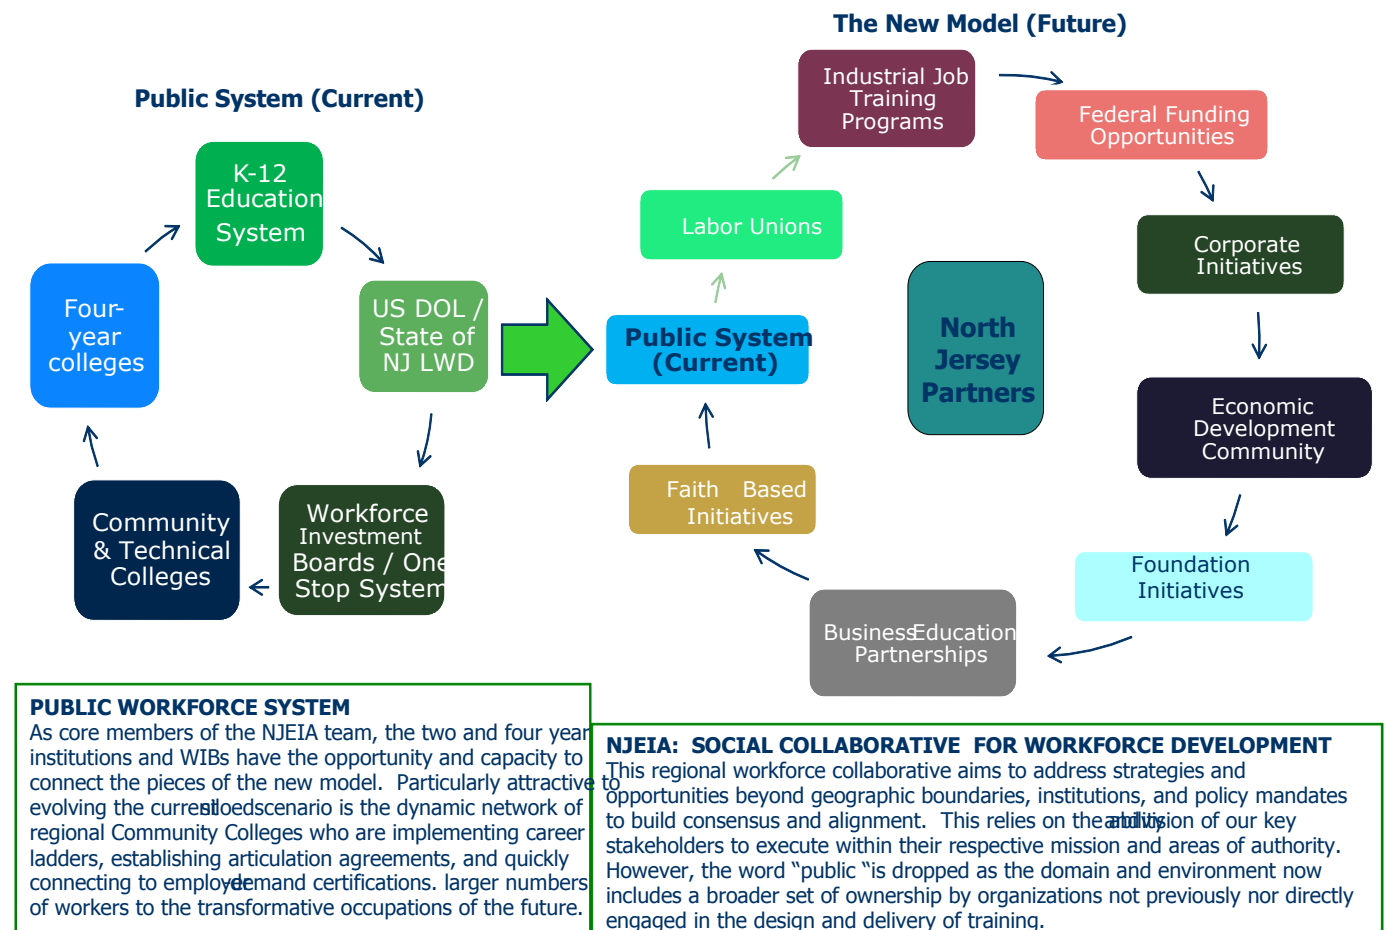 The New Model (Future)
Public System (Current)
K-12
Education
System
Four-
year
colleges
US DOL /
State of
NJ LWD
Community
& Technical
Colleges
Workforce
Investment
Boards / One
Stop System
Industrial Job
Training
Programs
Federal Funding
Opportunities
Labor Unions
Corporate
Initiatives
Public System
(Current)
North
Jersey
Partners
Economic
Development
Community
Faith Based
Initiatives
Foundation
Initiatives
Business Education
Partnerships
PUBLIC WORKFORCE SYSTEM
As core members of the NJEIA team, the two and four year
institutions and WIBs have the opportunity and capacity to
connect the pieces of the new model. Particularly attractive to
evolving the current siloed scenario is the dynamic network of
regional Community Colleges who are implementing career
ladders, establishing articulation agreements, and quickly
connecting to employer-demand certifications. larger numbers
of workers to the transformative occupations of the future.
NJEIA: SOCIAL COLLABORATIVE FOR WORKFORCE DEVELOPMENT
This regional workforce collaborative aims to address strategies and
opportunities beyond geographic boundaries, institutions, and policy mandates
to build consensus and alignment. This relies on the ability and vision of our key
stakeholders to execute within their respective mission and areas of authority.
However, the word “public “is dropped as the domain and environment now
includes a broader set of ownership by organizations not previously nor directly
engaged in the design and delivery of training.